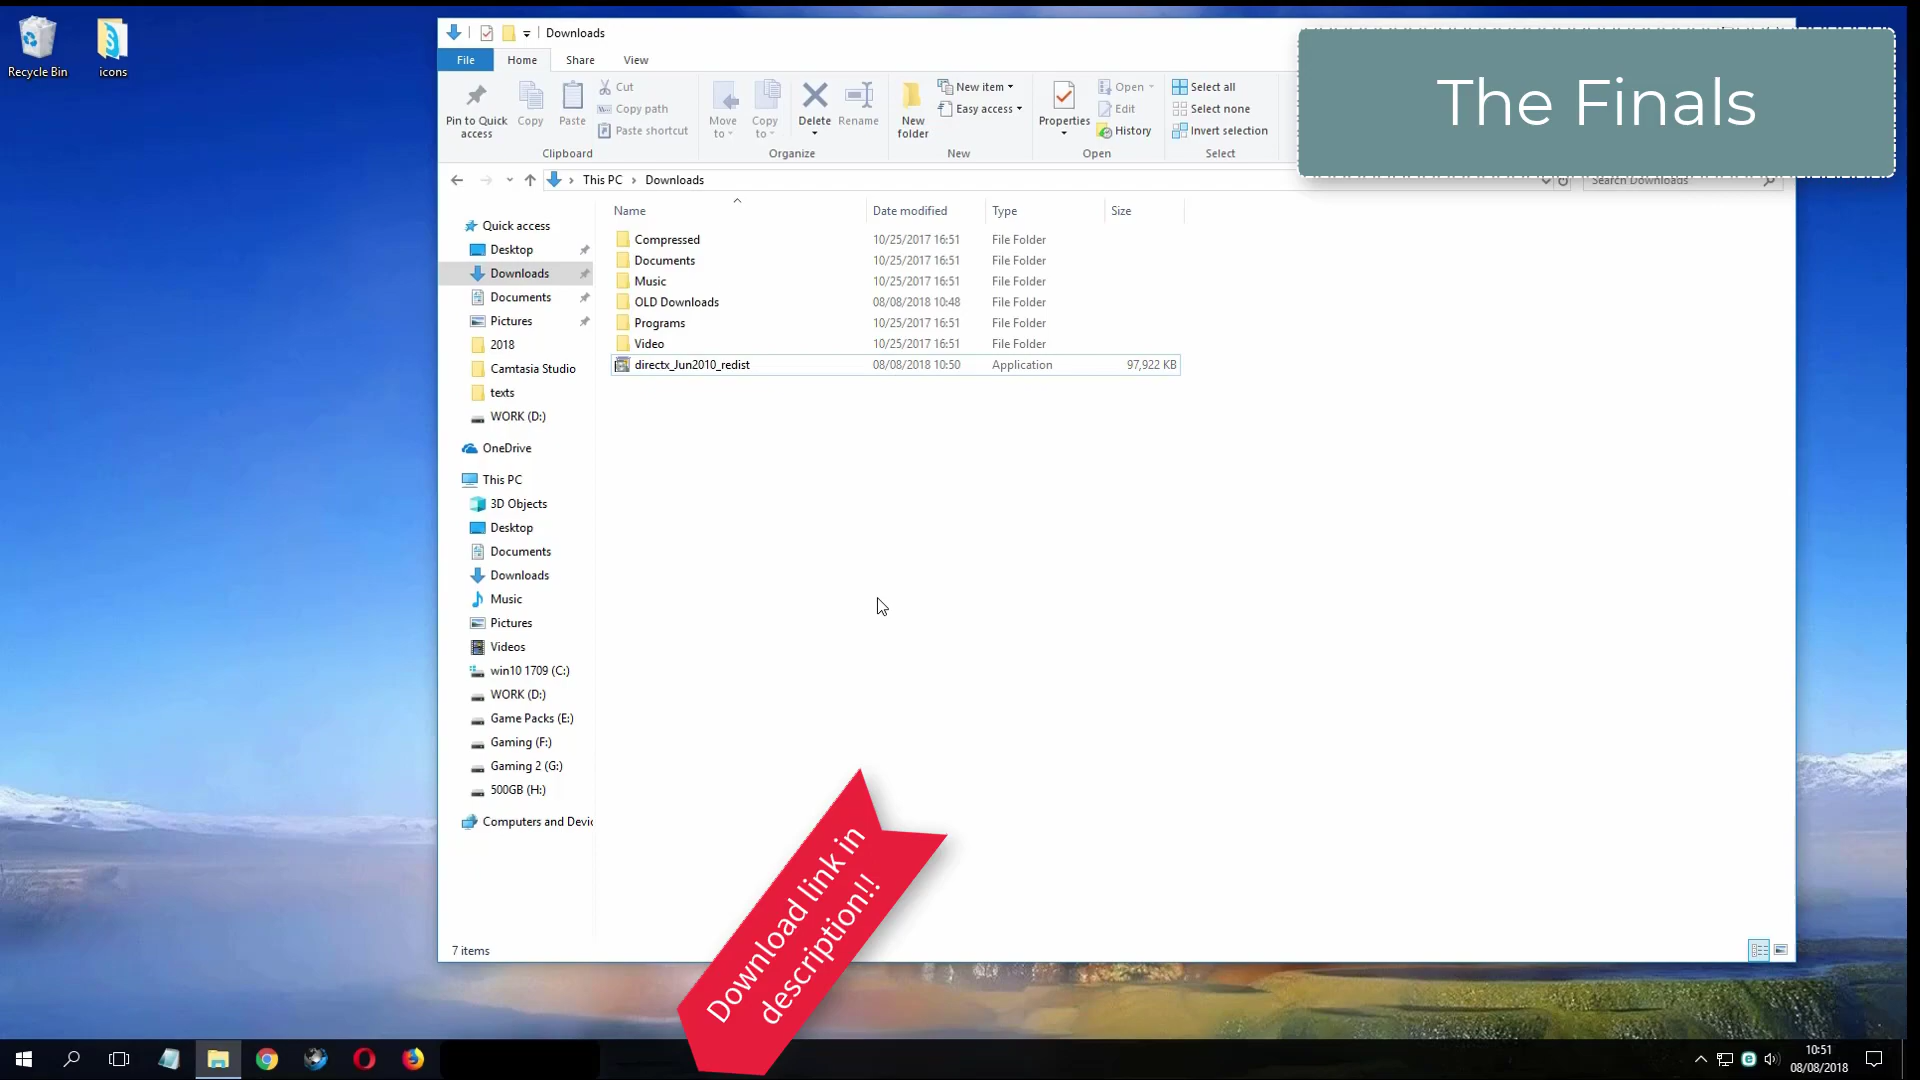 Recycle Bin
icons
Downloads
The Finals
File Home Share View
Pin to Quick access
Copy
Paste
Cut
Copy path
Paste shortcut
Clipboard
Move to
Copy to
Delete
Rename
Organize
New folder
New item
Easy access
New
Properties
Open
Edit
History
Open
Select all
Select none
Invert selection
Select
This PC > Downloads
Search Downloads
Name Date modified Type Size
Compressed 10/25/2017 16:51 File Folder
Documents 10/25/2017 16:51 File Folder
Music 10/25/2017 16:51 File Folder
OLD Downloads 08/08/2018 10:48 File Folder
Programs 10/25/2017 16:51 File Folder
Video 10/25/2017 16:51 File Folder
directx_Jun2010_redist 08/08/2018 10:50 Application 97,922 KB
Quick access
Desktop
Downloads
Documents
Pictures
2018
Camtasia Studio
texts
WORK (D:)
OneDrive
This PC
3D Objects
Desktop
Documents
Downloads
Music
Pictures
Videos
win10 1709 (C:)
WORK (D:)
Game Packs (E:)
Gaming (F:)
Gaming 2 (G:)
500GB (H:)
Computers and Devic
7 items
Download link in
description!!
10:51
08/08/2018